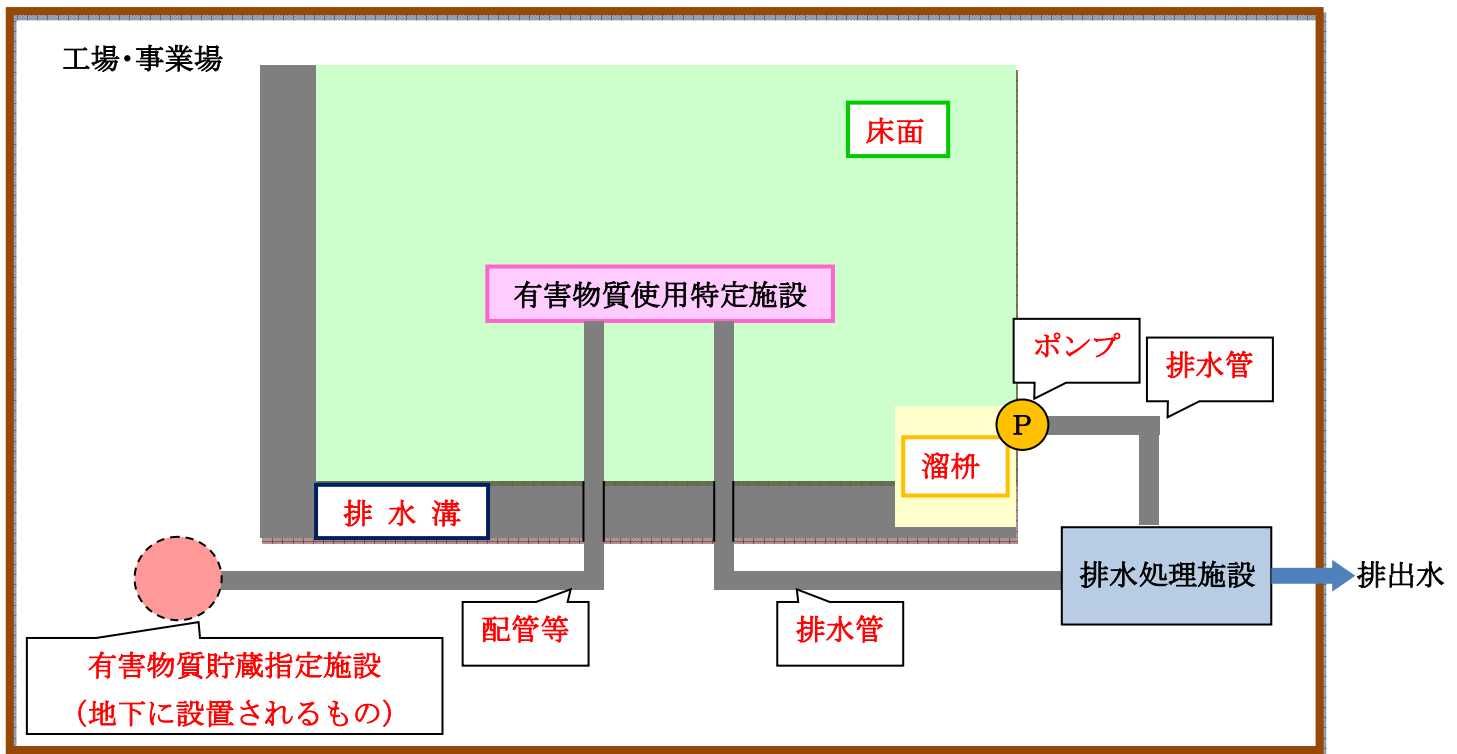 工場・事業場
床面
有害物質使用特定施設
ポンプ
排水管
P
溜枡
排水溝
排水処理施設
排出水
配管等
排水管
有害物質貯蔵指定施設
（地下に設置されるもの）